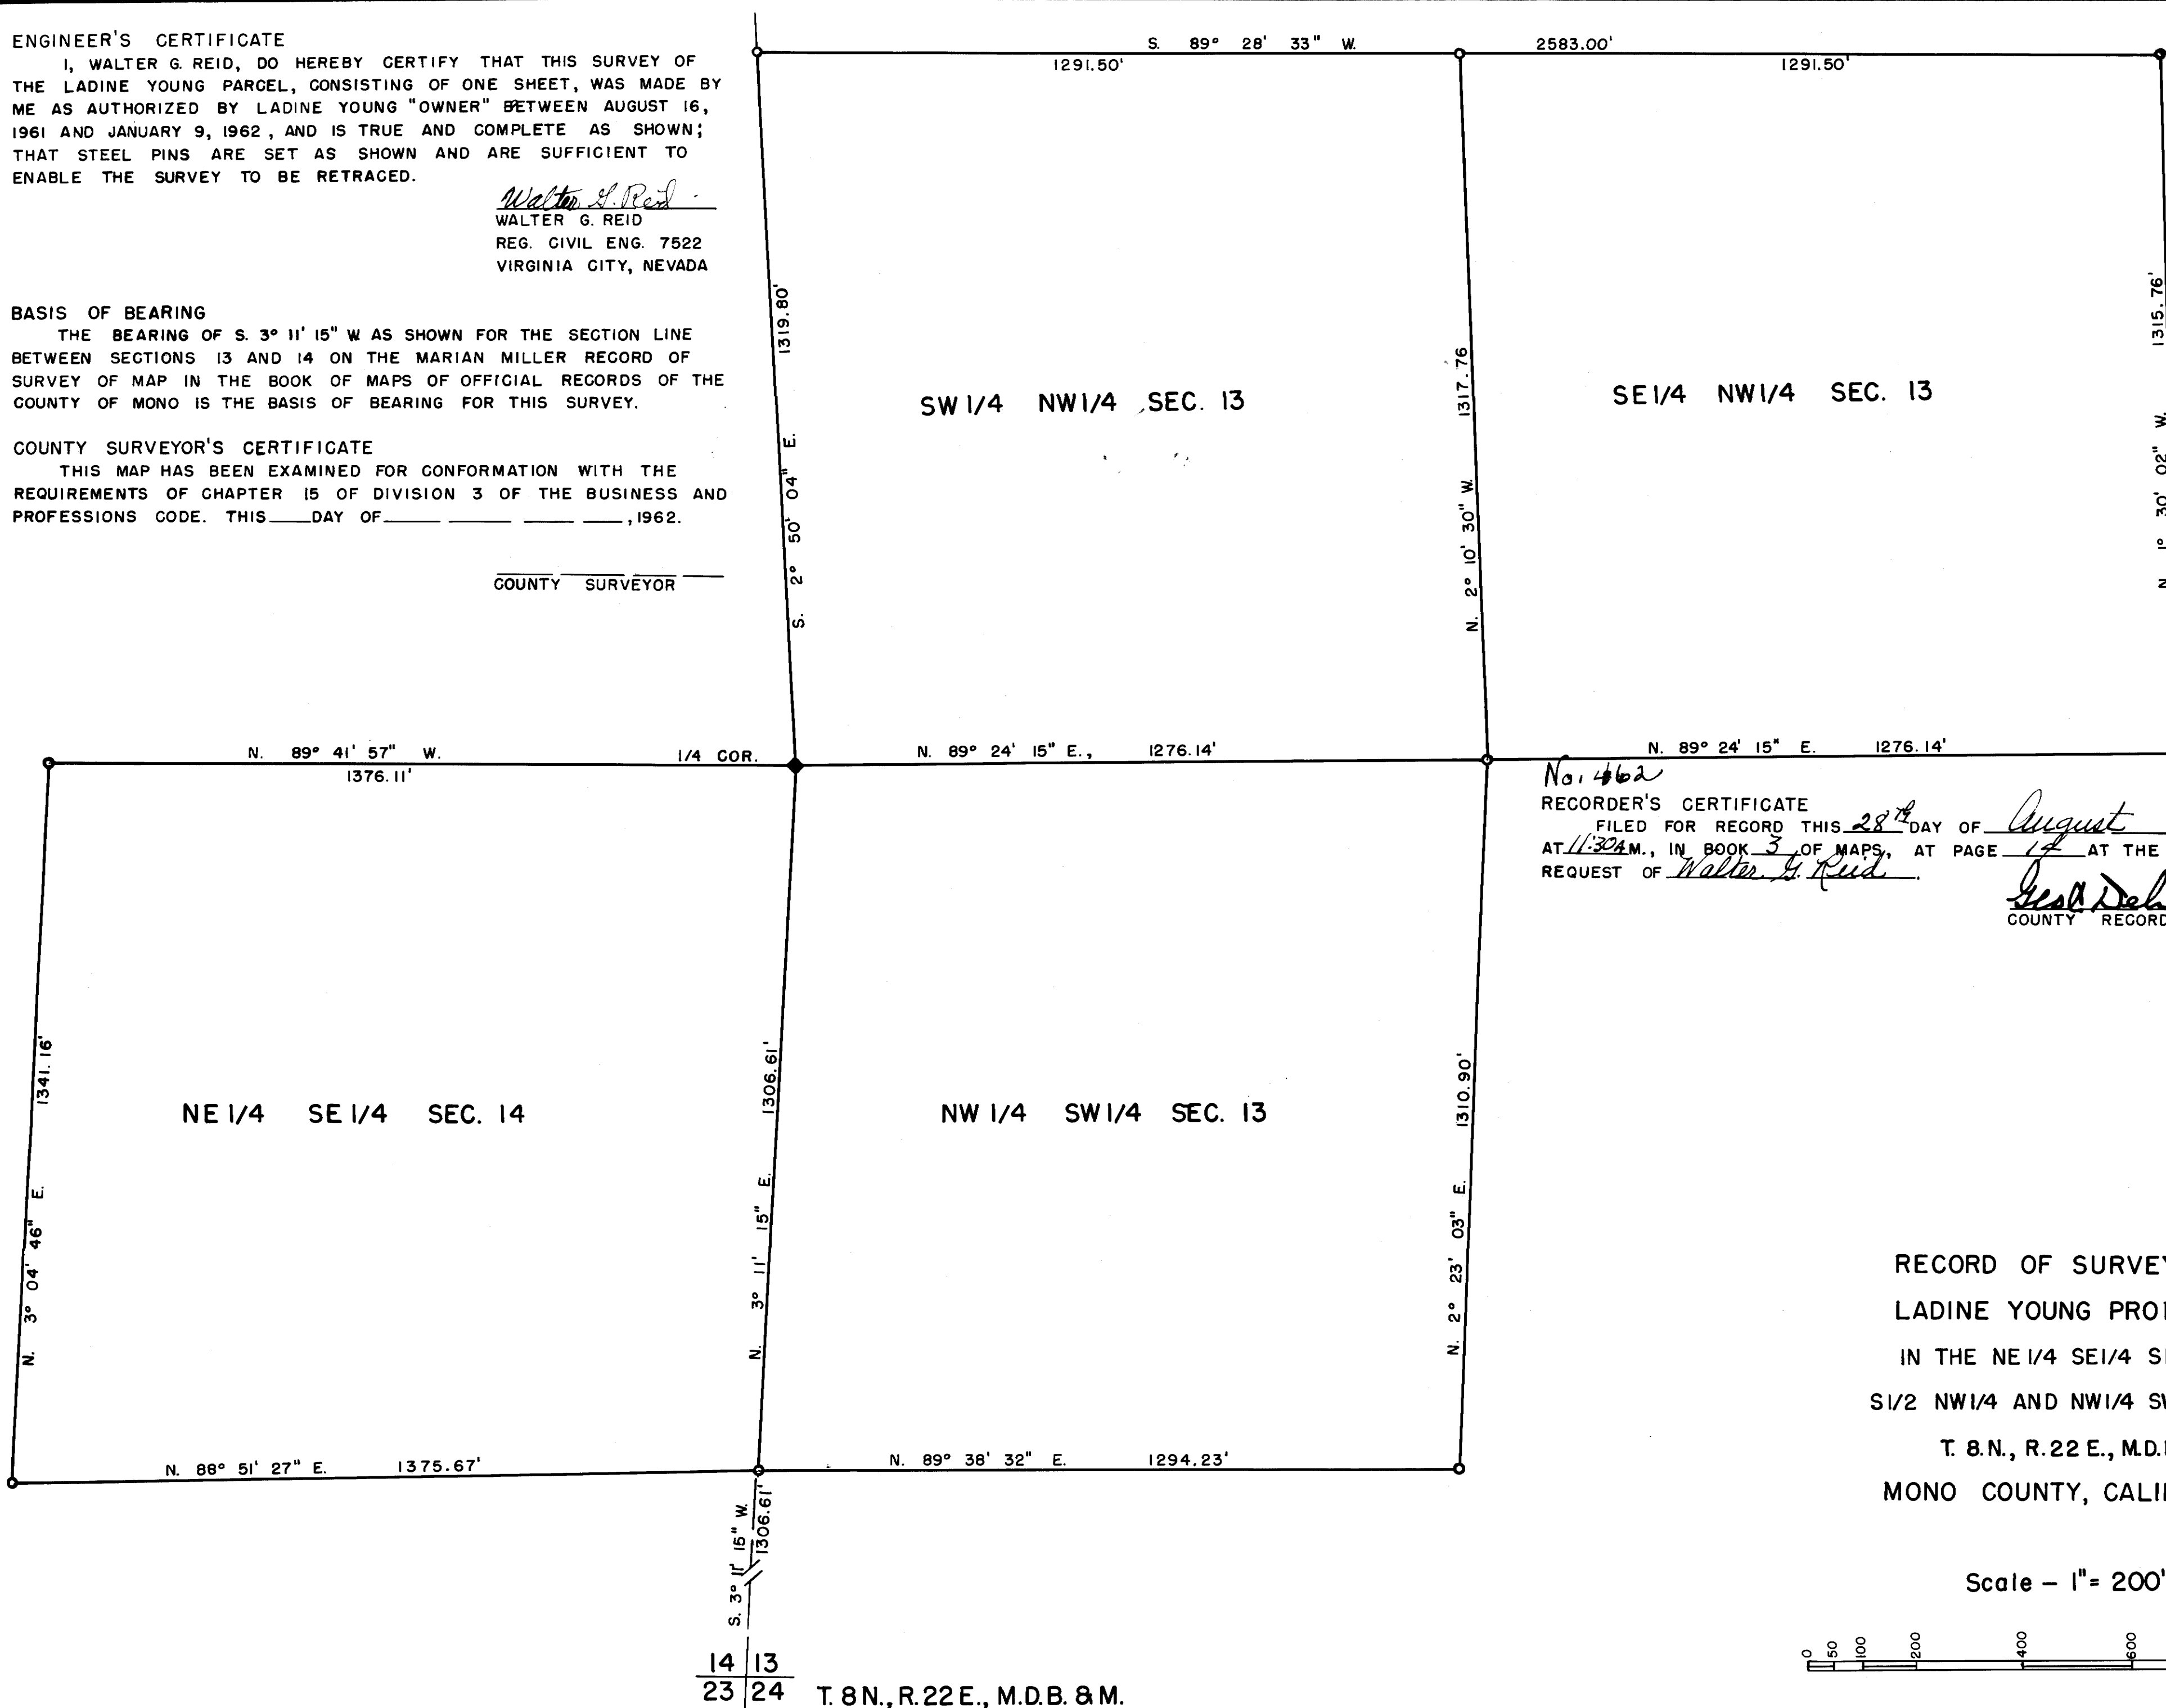 ENGINEER'S CERTIFICATE
I, WALTER G. REID, DO HEREBY CERTIFY THAT THIS SURVEY OF
THE LADINE YOUNG PARCEL, CONSISTING OF ONE SHEET, WAS MADE BY
ME AS AUTHORIZED BY LADINE YOUNG "OWNER" BETWEEN AUGUST 16,
1961 AND JANUARY 9, 1962, AND IS TRUE AND COMPLETE AS SHOWN;
THAT STEEL PINS ARE SET AS SHOWN AND ARE SUFFICIENT TO
ENABLE THE SURVEY TO BE RETRACED.
Walter G. Reid
WALTER G. REID
REG. CIVIL ENG. 7522
VIRGINIA CITY, NEVADA
BASIS OF BEARING
THE BEARING OF S. 3° 11' 15" W. AS SHOWN FOR THE SECTION LINE
BETWEEN SECTIONS 13 AND 14 ON THE MARIAN MILLER RECORD OF
SURVEY OF MAP IN THE BOOK OF MAPS OF OFFICIAL RECORDS OF THE
COUNTY OF MONO IS THE BASIS OF BEARING FOR THIS SURVEY.
COUNTY SURVEYOR'S CERTIFICATE
THIS MAP HAS BEEN EXAMINED FOR CONFORMATION WITH THE
REQUIREMENTS OF CHAPTER 15 OF DIVISION 3 OF THE BUSINESS AND
PROFESSIONS CODE. THIS ___ DAY OF ___ ___ ___ ___, 1962.
COUNTY SURVEYOR
S. 89° 28' 33" W. 2583.00'
1291.50' 1291.50'
S. 2° 50' 04" E. 1319.80'
SW 1/4 NW 1/4 SEC. 13
N. 2° 10' 30" W. 1317.76
SE 1/4 NW 1/4 SEC. 13
N 1° 30' 02" W. 1315.76'
N. 89° 41' 57" W. 1/4 COR.
1376.11'
N. 89° 24' 15" E., 1276.14'
N. 89° 24' 15" E. 1276.14'
No. 462
RECORDER'S CERTIFICATE
FILED FOR RECORD THIS 28th DAY OF August
AT 11:30 A M., IN BOOK 3 OF MAPS, AT PAGE 14 AT THE
REQUEST OF Walter G. Reid.
COUNTY RECORD
N. 3° 04' 46" E. 1341.16'
NE 1/4 SE 1/4 SEC. 14
N. 3° 11' 15" E. 1306.61'
NW 1/4 SW 1/4 SEC. 13
N. 2° 23' 03" E. 1310.90'
N. 88° 51' 27" E. 1375.67'
N. 89° 38' 32" E. 1294.23'
S. 3° 11' 15" W. 1306.61'
RECORD OF SURVEY
LADINE YOUNG PRO
IN THE NE 1/4 SE1/4 S
S1/2 NW1/4 AND NW1/4 SW
T. 8.N., R. 22 E., M.D.
MONO COUNTY, CALI
Scale – 1"= 200'
0 50 100 200 400 600
14 13
23 24 T. 8 N., R. 22 E., M.D.B. & M.